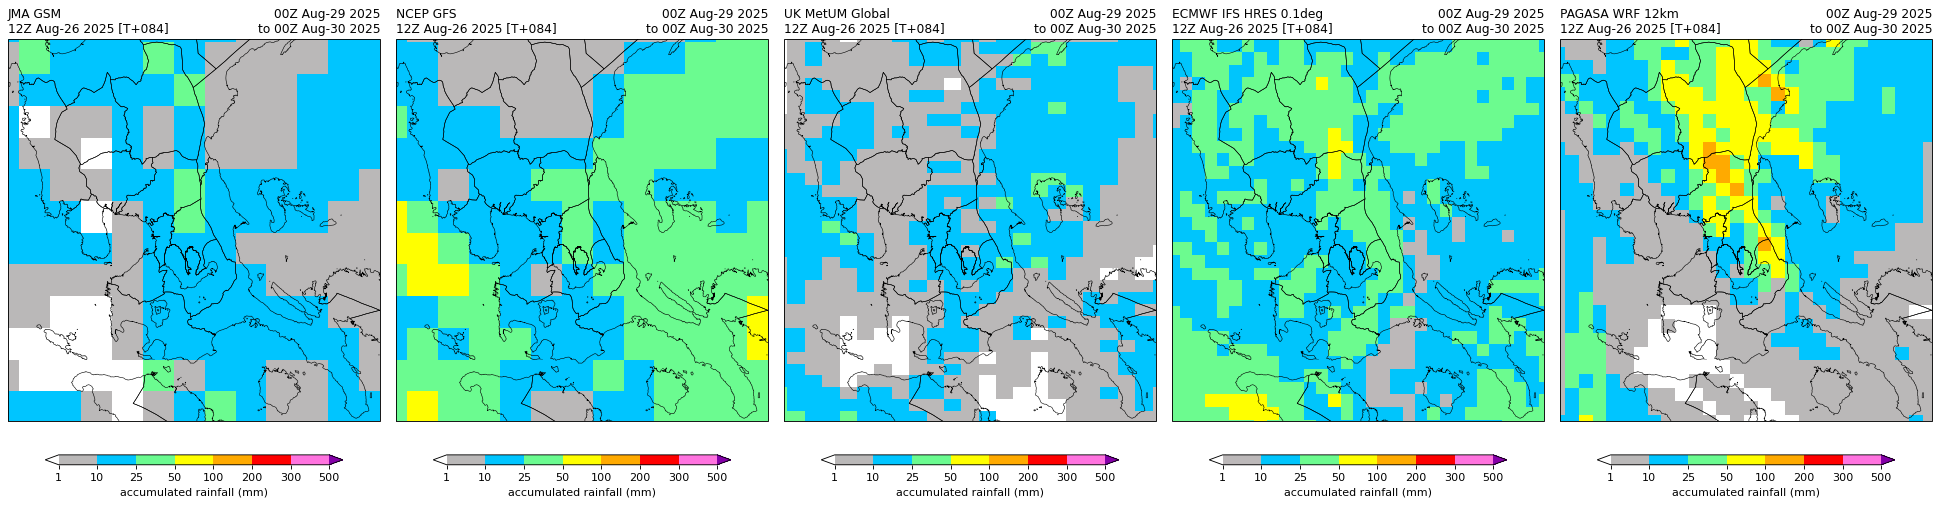 JMA GSM 00Z Aug-29 2025
12Z Aug-26 2025 [T+084] to 00Z Aug-30 2025
NCEP GFS 00Z Aug-29 2025
12Z Aug-26 2025 [T+084] to 00Z Aug-30 2025
UK MetUM Global 00Z Aug-29 2025
12Z Aug-26 2025 [T+084] to 00Z Aug-30 2025
ECMWF IFS HRES 0.1deg 00Z Aug-29 2025
12Z Aug-26 2025 [T+084] to 00Z Aug-30 2025
PAGASA WRF 12km 00Z Aug-29 2025
12Z Aug-26 2025 [T+084] to 00Z Aug-30 2025
1 10 25 50 100 200 300 500
accumulated rainfall (mm)
1 10 25 50 100 200 300 500
accumulated rainfall (mm)
1 10 25 50 100 200 300 500
accumulated rainfall (mm)
1 10 25 50 100 200 300 500
accumulated rainfall (mm)
1 10 25 50 100 200 300 500
accumulated rainfall (mm)